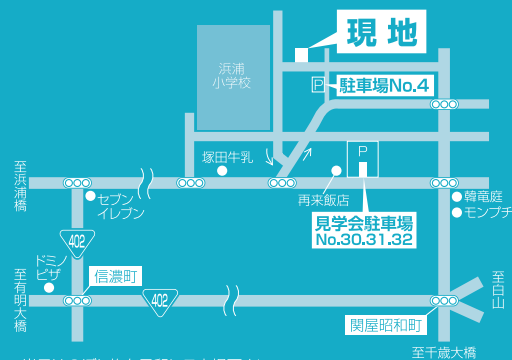 現地
浜浦
小学校
P
駐車場No.4
塚田牛乳
P
至浜浦橋
セブン
イレブン
再来飯店
韓竜庭
モンプチ
見学会駐車場
No.30.31.32
402
ドミノ
ピザ
信濃町
至有明大橋
402
至白山
関屋昭和町
至千歳大橋